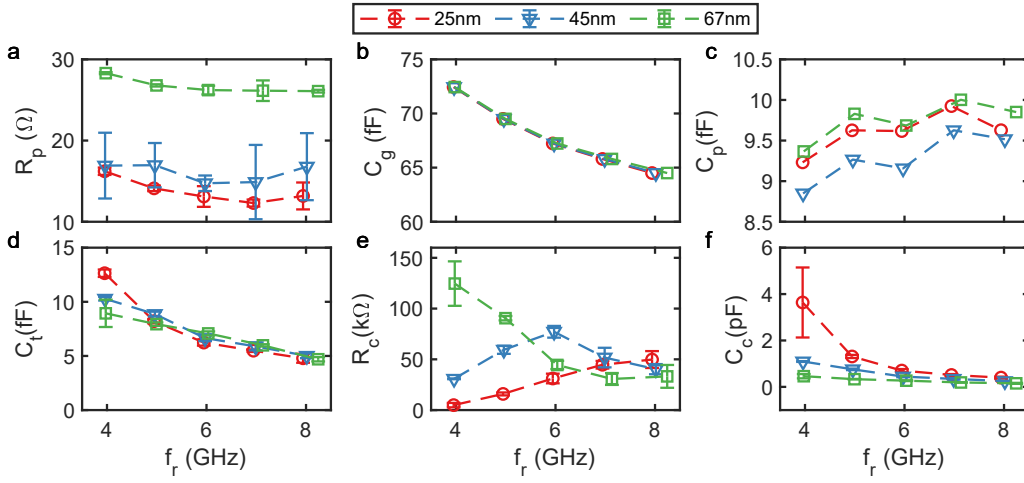 25nm 45nm 67nm
a b c
30 20 10
R_p (Ω)
75 70 65 60
C_g (fF)
10.5 10 9.5 9 8.5
C_p(fF)
d e f
15 10 5 0
C_t(fF)
4 6 8
f_r (GHz)
150 100 50 0
R_c(kΩ)
4 6 8
f_r (GHz)
6 4 2 0
C_c(pF)
4 6 8
f_r (GHz)